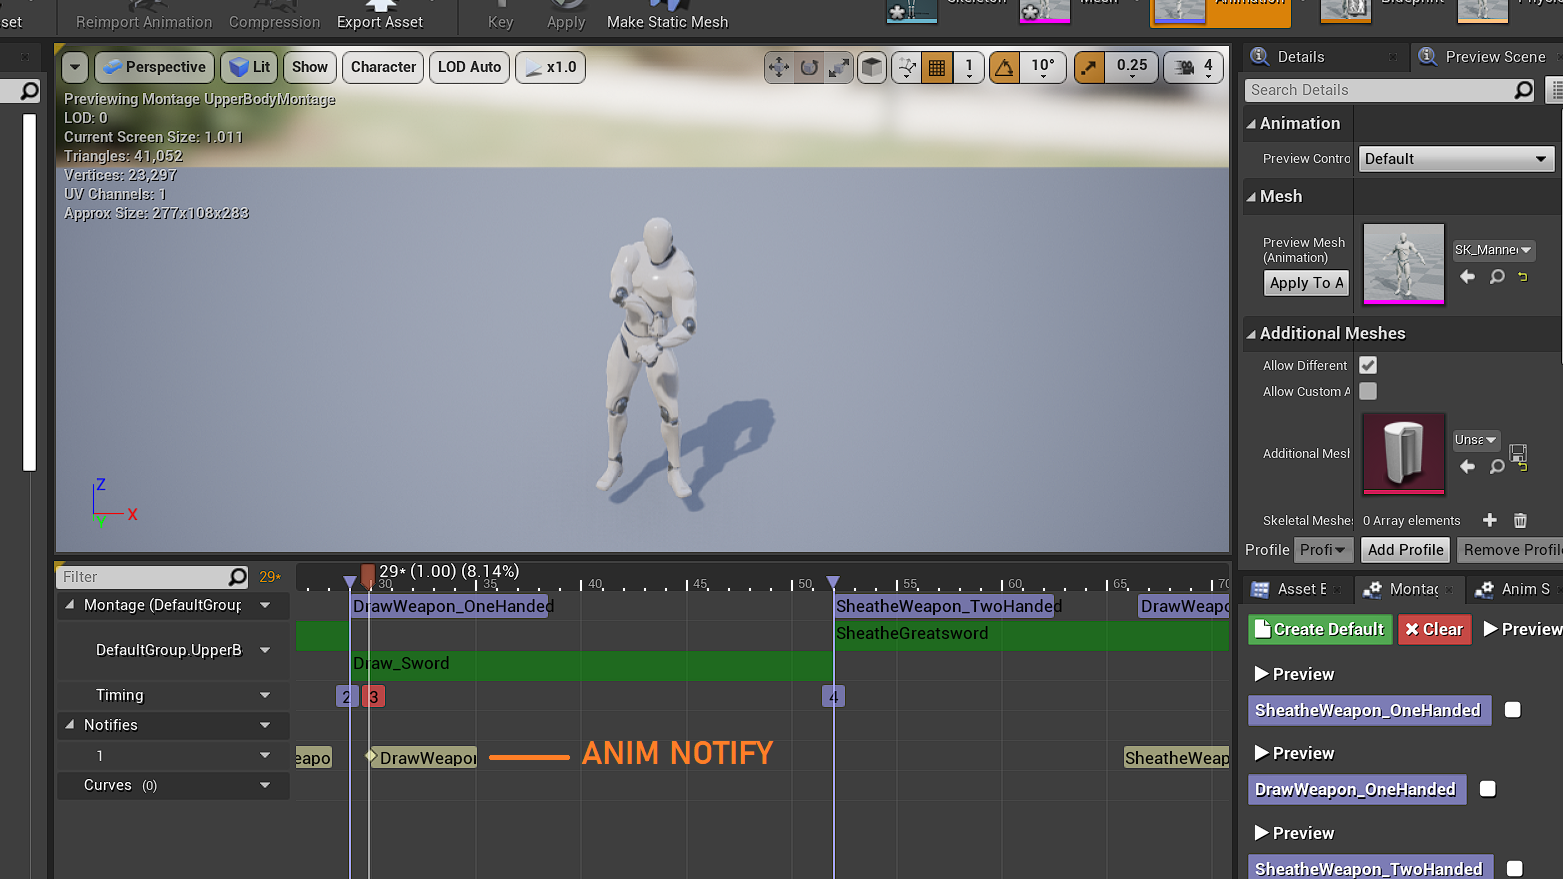 set
Reimport Animation
Compression
Export Asset
Key
Apply
Make Static Mesh
Perspective
Lit
Show
Character
LOD Auto
x1.0
1
10°
0.25
4
Previewing Montage UpperBodyMontage
LOD: 0
Current Screen Size: 1.011
Triangles: 41,052
Vertices: 23,297
UV Channels: 1
Approx Size: 277x108x283
Z
X
Y
Details
Preview Scene
Search Details
Animation
Preview Contro
Default
Mesh
Preview Mesh
(Animation)
Apply To A
SK_Manne
Additional Meshes
Allow Different
Allow Custom A
Additional Mesh
Unsa
Skeletal Meshes
0 Array elements
Profile
Profi
Add Profile
Remove Profile
Filter
29*
29* (1.00) (8.14%)
30
35
40
45
50
55
60
65
70
Montage (DefaultGroup
DrawWeapon_OneHanded
SheatheWeapon_TwoHanded
DrawWeapo
DefaultGroup.UpperB
SheatheGreatsword
Draw_Sword
Timing
2
3
4
Notifies
1
eapo
DrawWeapon
ANIM NOTIFY
SheatheWeap
Curves (0)
Asset B
Montag
Anim S
Create Default
Clear
Preview
Preview
SheatheWeapon_OneHanded
Preview
DrawWeapon_OneHanded
Preview
SheatheWeapon_TwoHanded